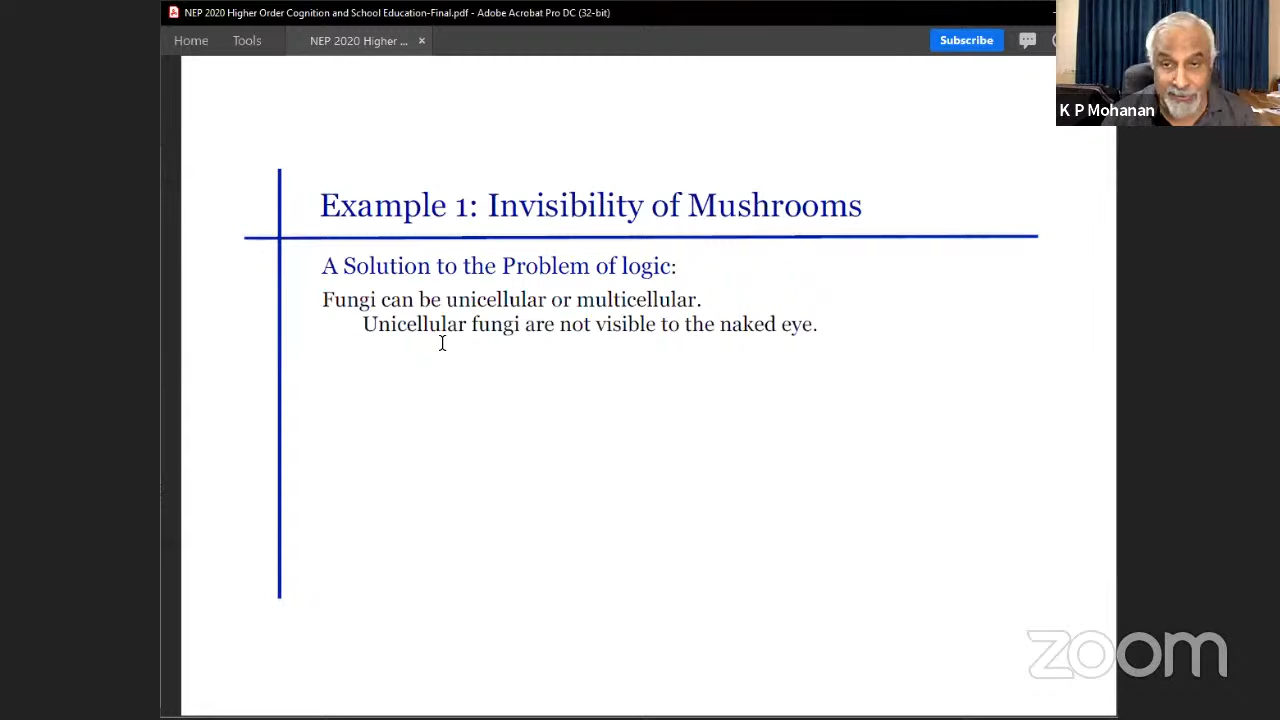 NEP 2020 Higher Order Cognition and School Education-Final.pdf - Adobe Acrobat Pro DC (32-bit)
Home
Tools
NEP 2020 Higher ...
Subscribe
K P Mohanan
Example 1: Invisibility of Mushrooms
A Solution to the Problem of logic:
Fungi can be unicellular or multicellular.
Unicellular fungi are not visible to the naked eye.
zoom